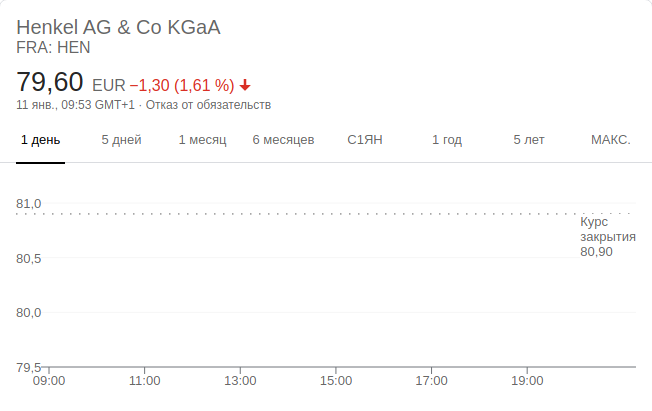 Henkel AG & Co KGaA
FRA: HEN
79,60 EUR −1,30 (1,61 %)
11 янв., 09:53 GMT+1 · Отказ от обязательств
1 день 5 дней 1 месяц 6 месяцев С1ЯН 1 год 5 лет МАКС.
81,0
Курс
закрытия
80,90
80,5
80,0
79,5
09:00 11:00 13:00 15:00 17:00 19:00